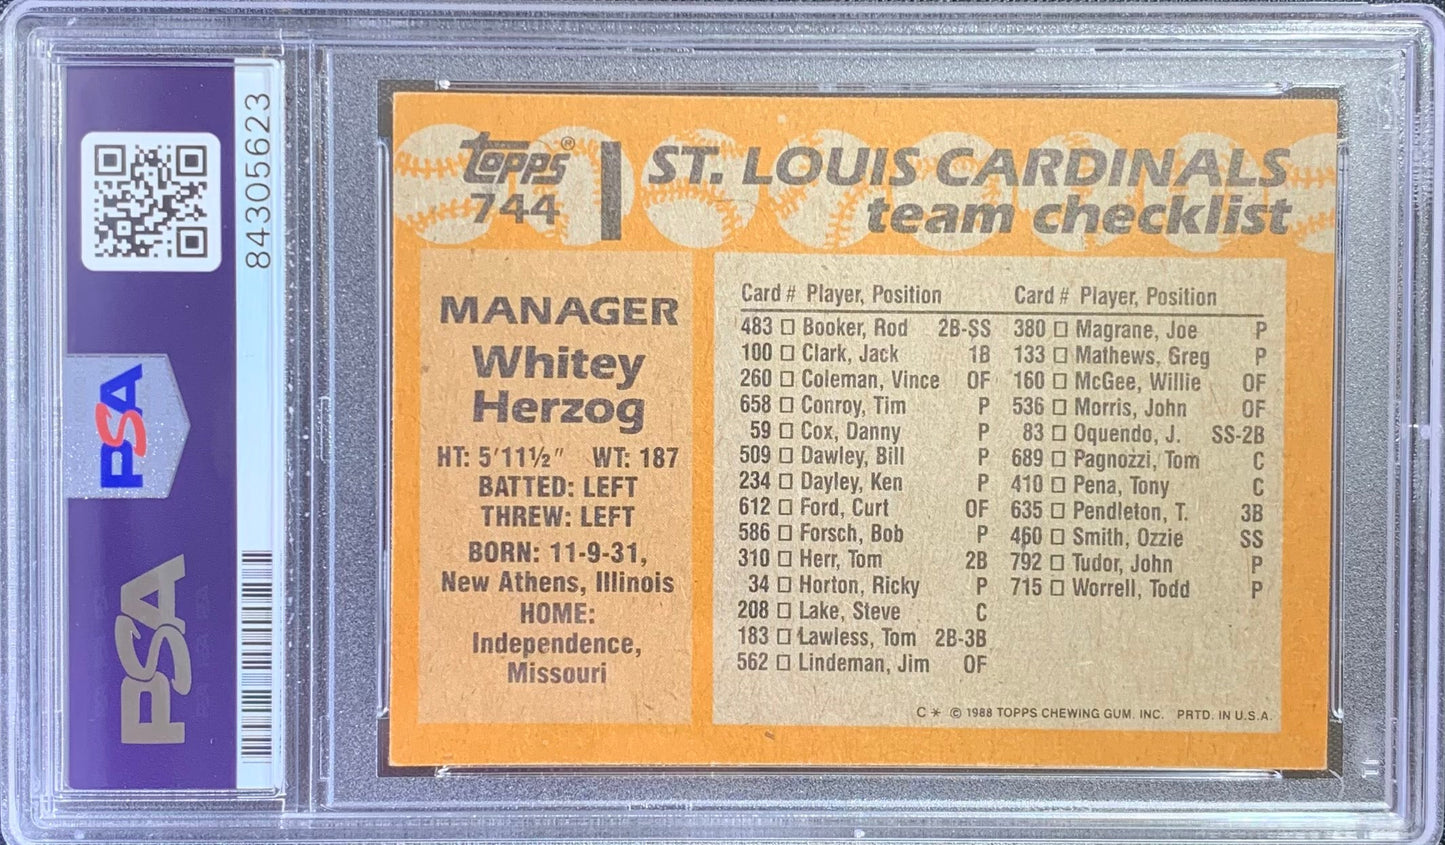 84305623
PSA
PSA
topps®
744
ST. LOUIS CARDINALS
team checklist
MANAGER
Whitey
Herzog
HT: 5'11½" WT: 187
BATTED: LEFT
THREW: LEFT
BORN: 11-9-31,
New Athens, Illinois
HOME:
Independence,
Missouri
Card # Player, Position
483 □ Booker, Rod 2B-SS
100 □ Clark, Jack 1B
260 □ Coleman, Vince OF
658 □ Conroy, Tim P
59 □ Cox, Danny P
509 □ Dawley, Bill P
234 □ Dayley, Ken P
612 □ Ford, Curt OF
586 □ Forsch, Bob P
310 □ Herr, Tom 2B
34 □ Horton, Ricky P
208 □ Lake, Steve C
183 □ Lawless, Tom 2B-3B
562 □ Lindeman, Jim OF
Card # Player, Position
380 □ Magrane, Joe P
133 □ Mathews, Greg P
160 □ McGee, Willie OF
536 □ Morris, John OF
83 □ Oquendo, J. SS-2B
689 □ Pagnozzi, Tom C
410 □ Pena, Tony C
635 □ Pendleton, T. 3B
460 □ Smith, Ozzie SS
792 □ Tudor, John P
715 □ Worrell, Todd P
C * © 1988 TOPPS CHEWING GUM, INC. PRTD. IN U.S.A.